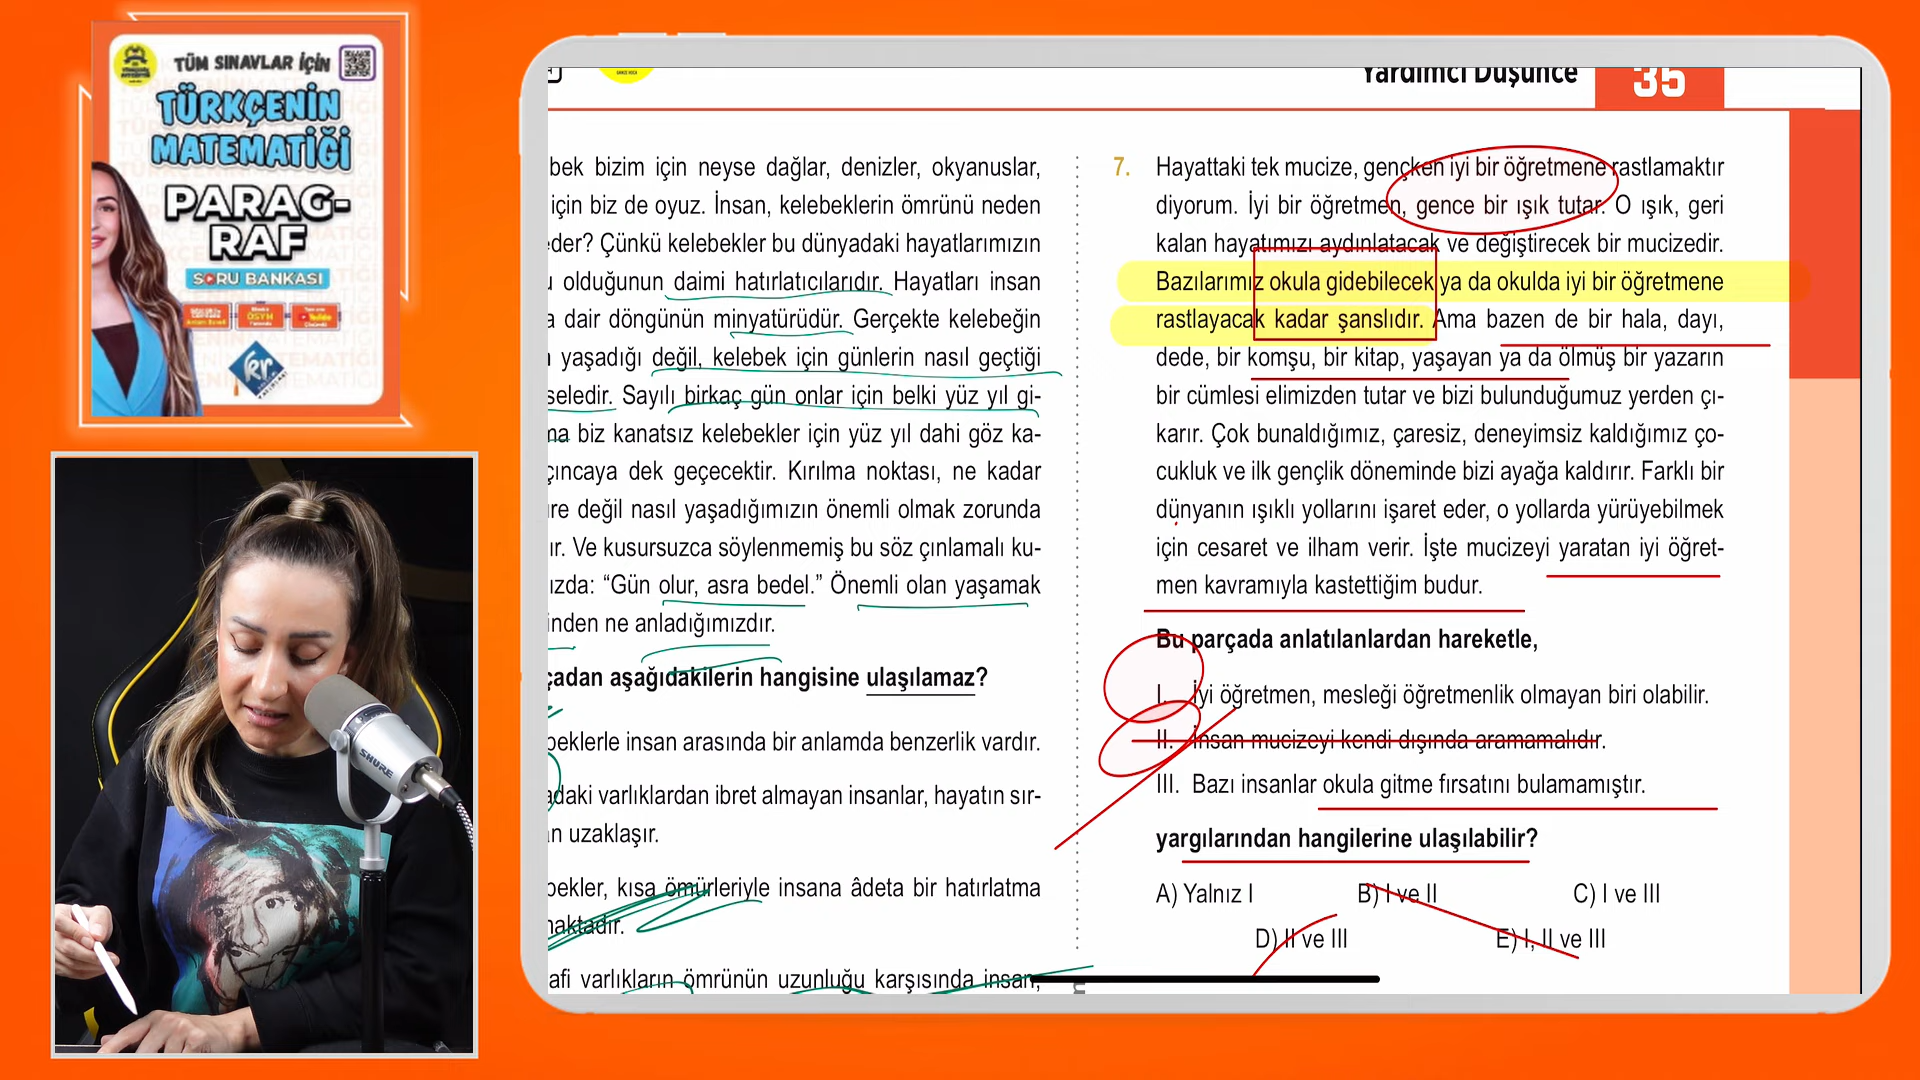 TÜM SINAVLAR İÇİN
TÜRKÇENİN
MATEMATİĞİ
PARAG-
RAF
SORU BANKASI
ÖSYM
YouTube
SHURE
Yardımcı Düşünce
35
bek bizim için neyse dağlar, denizler, okyanuslar,
için biz de oyuz. İnsan, kelebeklerin ömrünü neden
eder? Çünkü kelebekler bu dünyadaki hayatlarımızın
u olduğunun daimi hatırlatıcılarıdır. Hayatları insan
a dair döngünün minyatürüdür. Gerçekte kelebeğin
yaşadığı değil, kelebek için günlerin nasıl geçtiği
seledir. Sayılı birkaç gün onlar için belki yüz yıl gi-
ma biz kanatsız kelebekler için yüz yıl dahi göz ka-
çıncaya dek geçecektir. Kırılma noktası, ne kadar
re değil nasıl yaşadığımızın önemli olmak zorunda
ır. Ve kusursuzca söylenmemiş bu söz çınlamalı ku-
ızda: “Gün olur, asra bedel.” Önemli olan yaşamak
inden ne anladığımızdır.
çadan aşağıdakilerin hangisine ulaşılamaz?
beklerle insan arasında bir anlamda benzerlik vardır.
adaki varlıklardan ibret almayan insanlar, hayatın sır-
an uzaklaşır.
bekler, kısa ömürleriyle insana âdeta bir hatırlatma
maktadır.
afi varlıkların ömrünün uzunluğu karşısında insan,
7. Hayattaki tek mucize, gençken iyi bir öğretmene rastlamaktır
diyorum. İyi bir öğretmen, gence bir ışık tutar. O ışık, geri
kalan hayatımızı aydınlatacak ve değiştirecek bir mucizedir.
Bazılarımız okula gidebilecek ya da okulda iyi bir öğretmene
rastlayacak kadar şanslıdır. Ama bazen de bir hala, dayı,
dede, bir komşu, bir kitap, yaşayan ya da ölmüş bir yazarın
bir cümlesi elimizden tutar ve bizi bulunduğumuz yerden çı-
karır. Çok bunaldığımız, çaresiz, deneyimsiz kaldığımız ço-
cukluk ve ilk gençlik döneminde bizi ayağa kaldırır. Farklı bir
dünyanın ışıklı yollarını işaret eder, o yollarda yürüyebilmek
için cesaret ve ilham verir. İşte mucizeyi yaratan iyi öğret-
men kavramıyla kastettiğim budur.
Bu parçada anlatılanlardan hareketle,
I. İyi öğretmen, mesleği öğretmenlik olmayan biri olabilir.
II. İnsan mucizeyi kendi dışında aramamalıdır.
III. Bazı insanlar okula gitme fırsatını bulamamıştır.
yargılarından hangilerine ulaşılabilir?
A) Yalnız I B) I ve II C) I ve III
D) II ve III E) I, II ve III